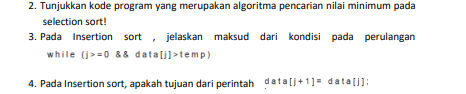 2. Tunjukkan kode program yang merupakan algoritma pencarian nilai minimum pada
selection sort!
3. Pada Insertion sort , jelaskan maksud dari kondisi pada perulangan
while (j>=0 && data[j]>temp)
4. Pada Insertion sort, apakah tujuan dari perintah data[j+1]= data[j];